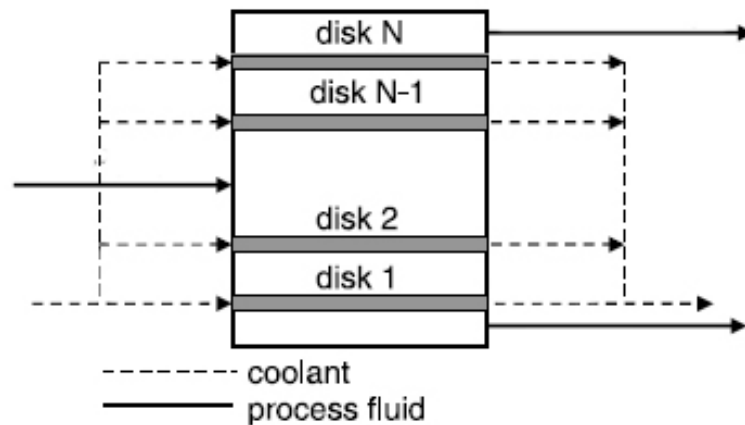 disk N
disk N-1
disk 2
disk 1
coolant
process fluid